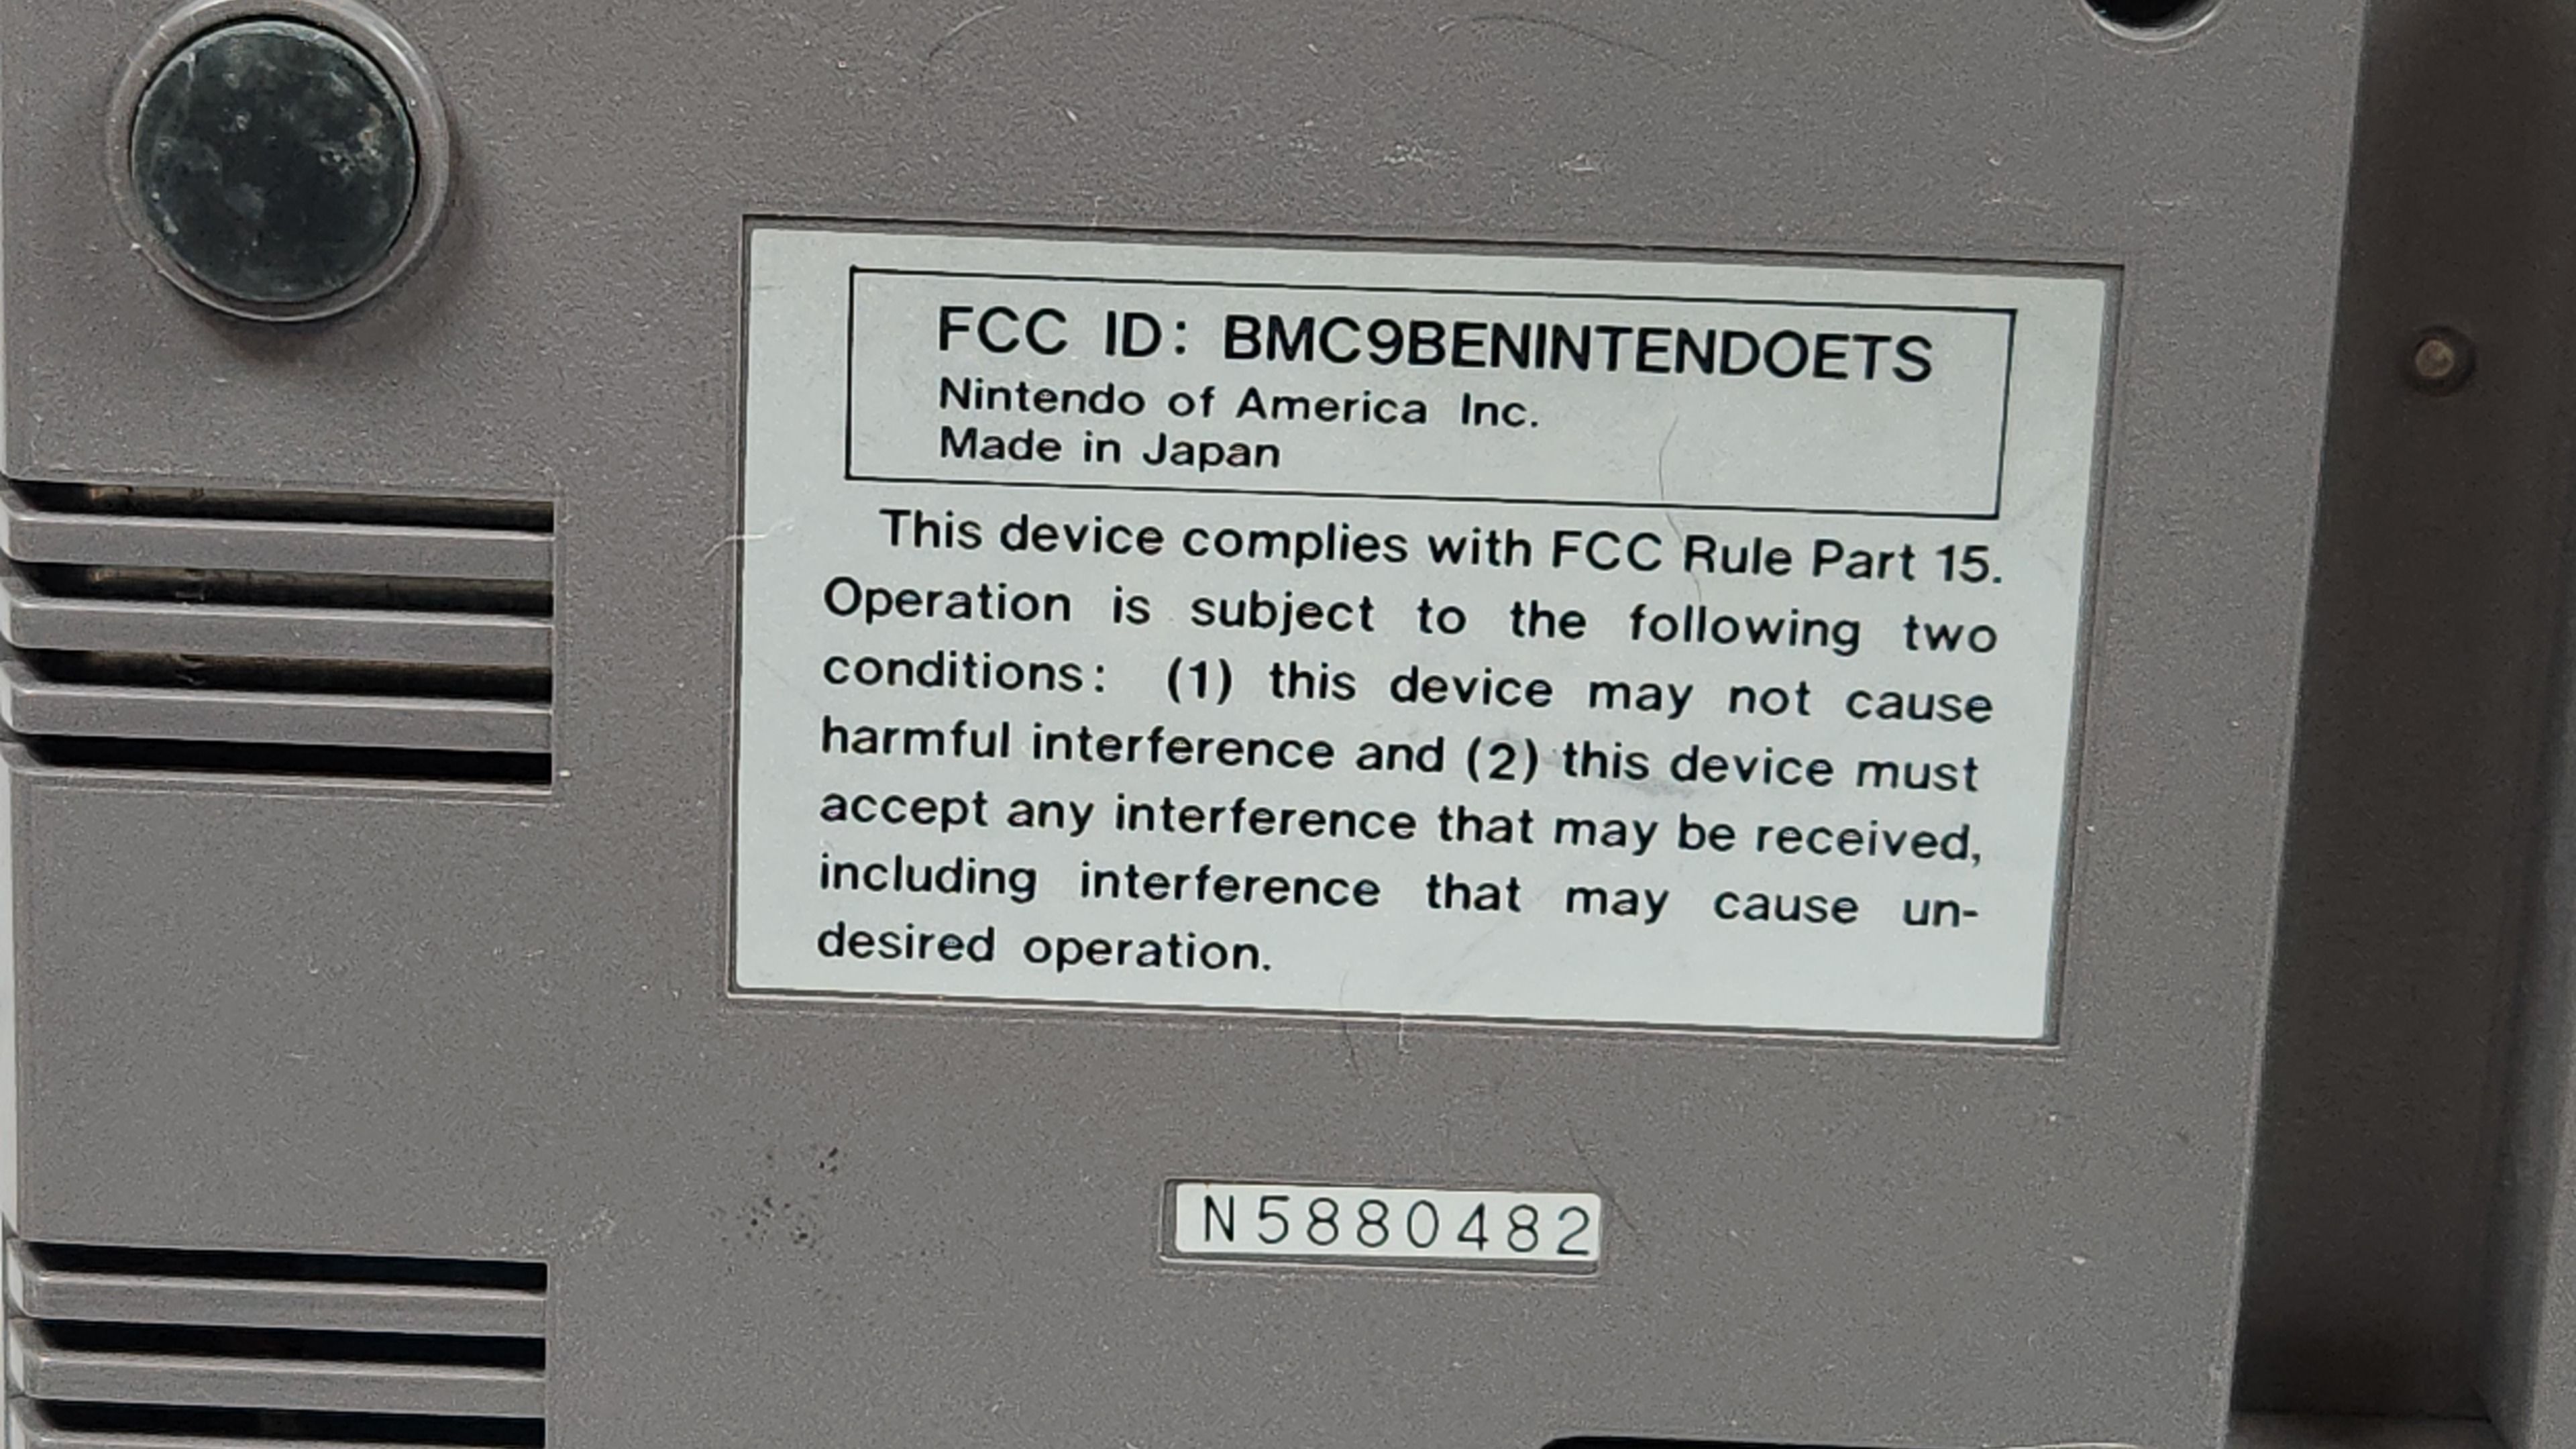 FCC ID: BMC9BENINTENDOETS
Nintendo of America Inc.
Made in Japan
This device complies with FCC Rule Part 15.
Operation is subject to the following two
conditions: (1) this device may not cause
harmful interference and (2) this device must
accept any interference that may be received,
including interference that may cause un-
desired operation.
N5880482